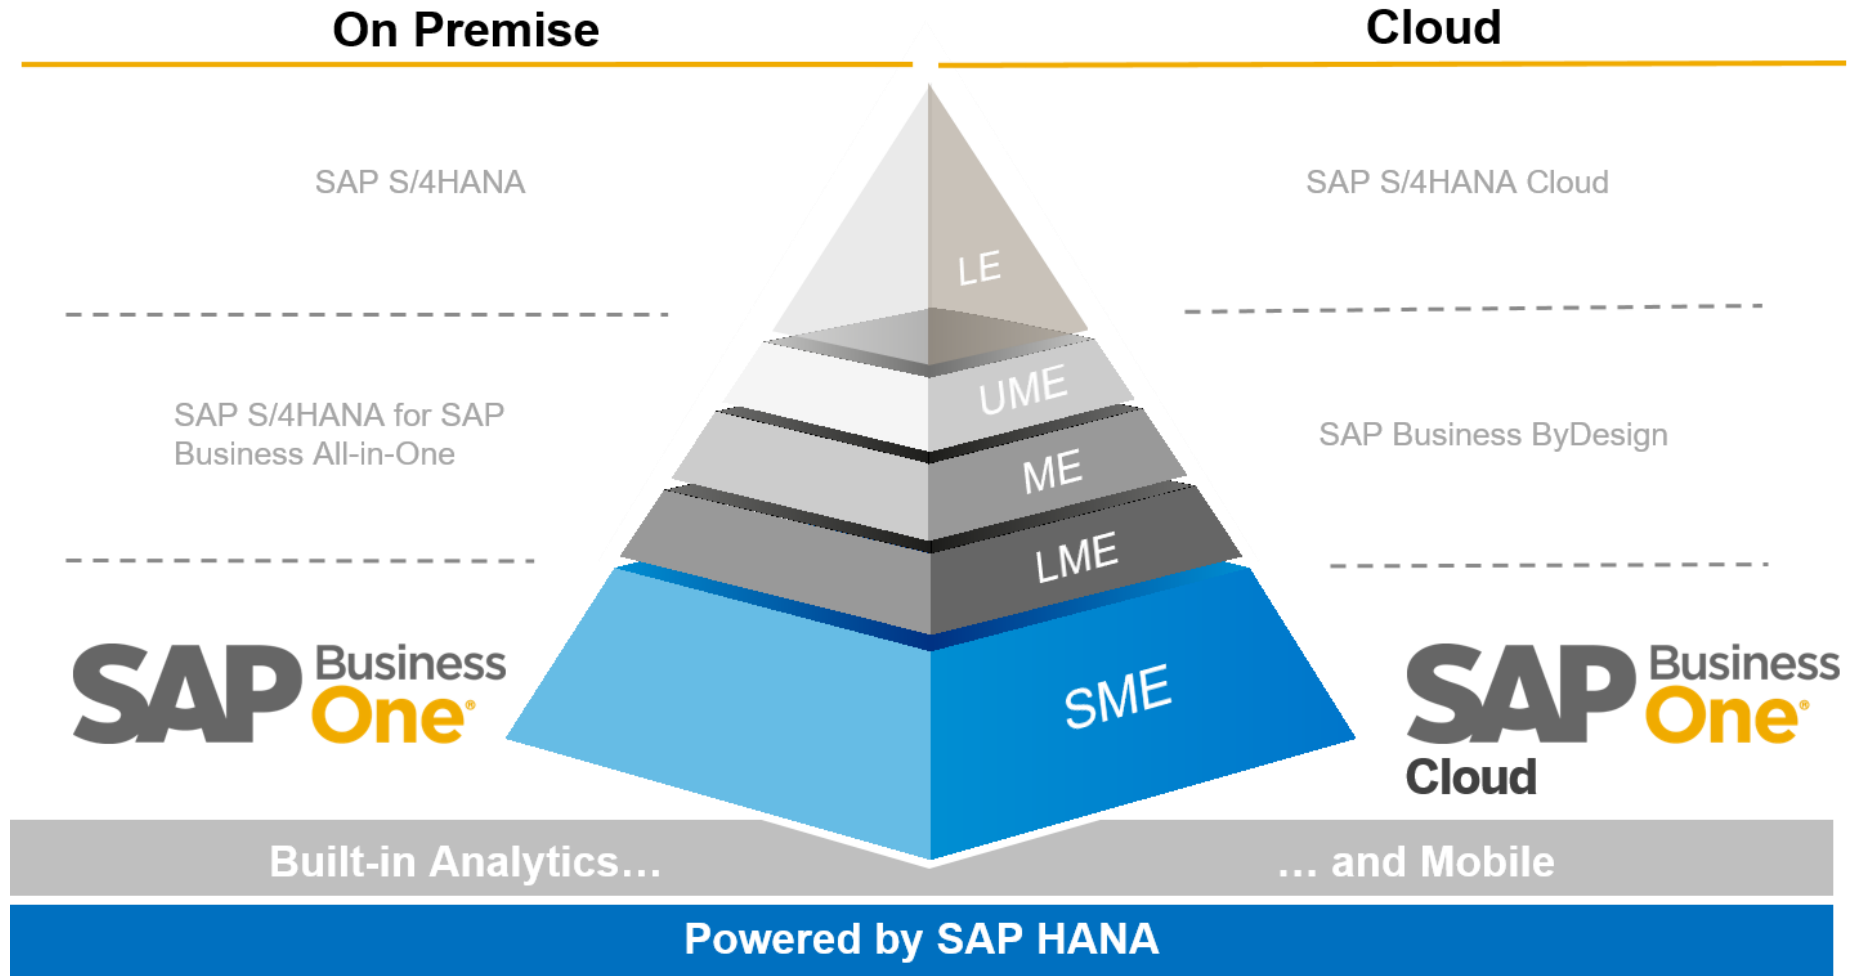 On Premise
Cloud
SAP S/4HANA
SAP S/4HANA Cloud
LE
UME
SAP S/4HANA for SAP
Business All-in-One
SAP Business ByDesign
ME
LME
SAP Business
One®
SME
SAP Business
One®
Cloud
Built-in Analytics…
… and Mobile
Powered by SAP HANA